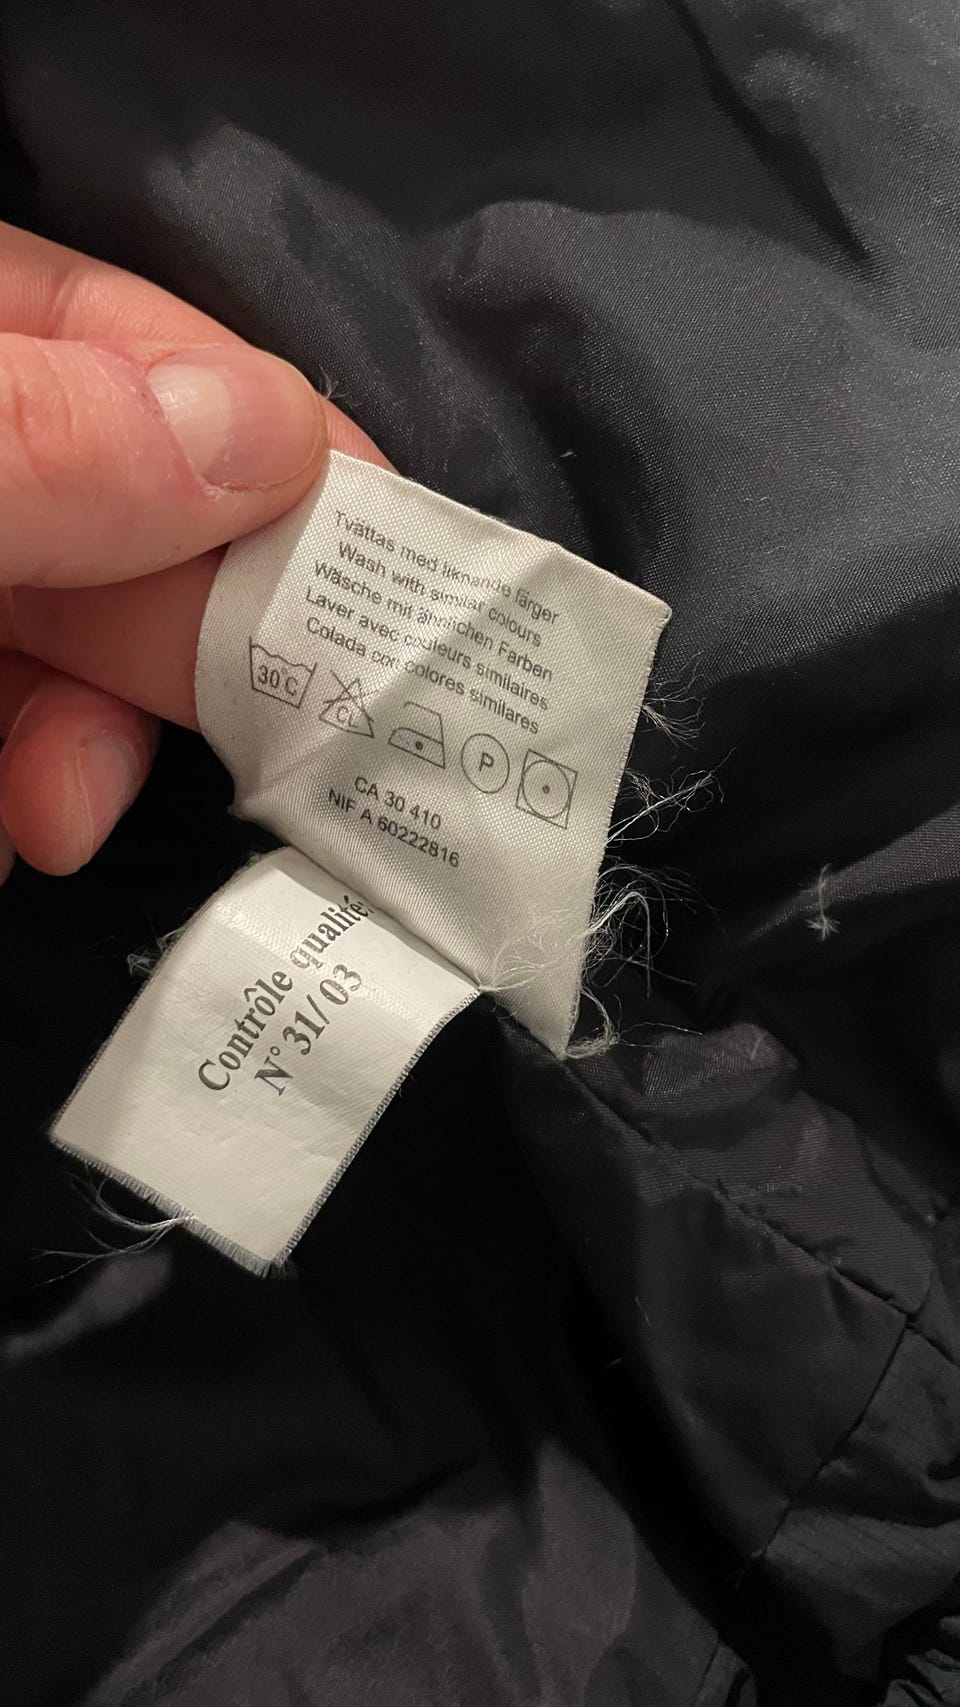 Tvättas med liknande färger
Wash with similar colours
Wäsche mit ähnlichen Farben
Laver avec couleurs similaires
Colada con colores similares
30°C
CL
P
CA 30 410
NIF A 60222816
Contrôle qualité:
N° 31/03